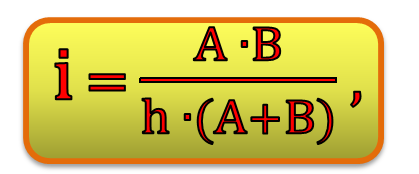 i = A · B / h · (A+B) ,